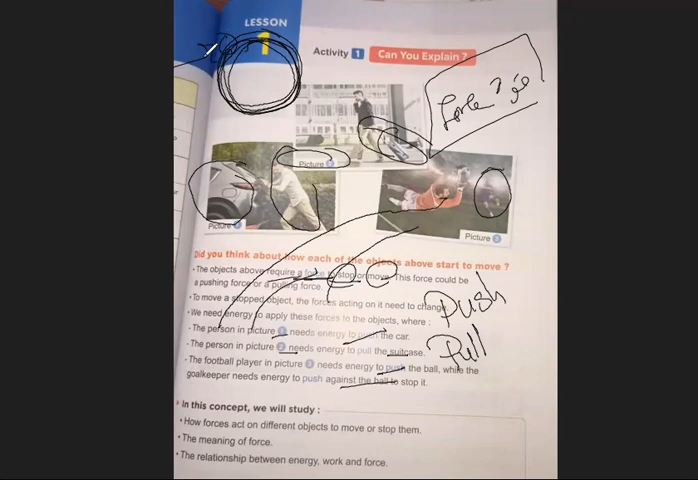 LESSON
1
Activity 1 Can You Explain ?
Force ?
Picture 2
Picture
Picture 3
Did you think about how each of the objects above start to move ?
• The objects above require a force to stop or move. This force could be
a pushing force or a pulling force.
• To move a stopped object, the forces acting on it need to change.
• We need energy to apply these forces to the objects, where :
- The person in picture 1 needs energy to push the car.
- The person in picture 2 needs energy to pull the suitcase.
- The football player in picture 3 needs energy to push the ball, while the
goalkeeper needs energy to push against the ball to stop it.
Push
Pull
In this concept, we will study :
• How forces act on different objects to move or stop them.
• The meaning of force.
• The relationship between energy, work and force.